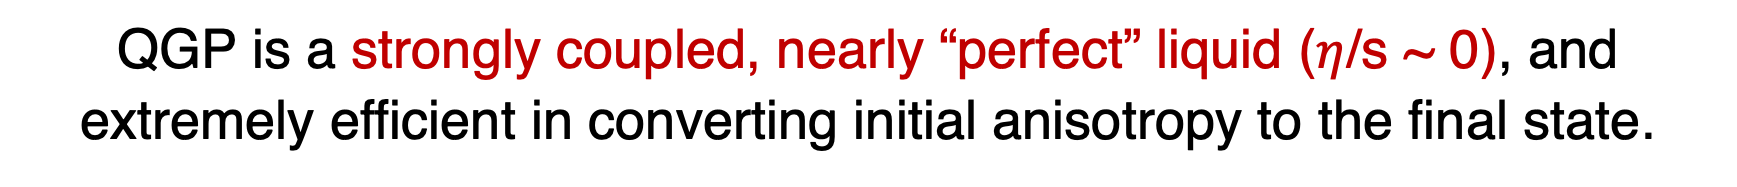 QGP is a strongly coupled, nearly “perfect” liquid (η/s ~ 0), and
extremely efficient in converting initial anisotropy to the final state.